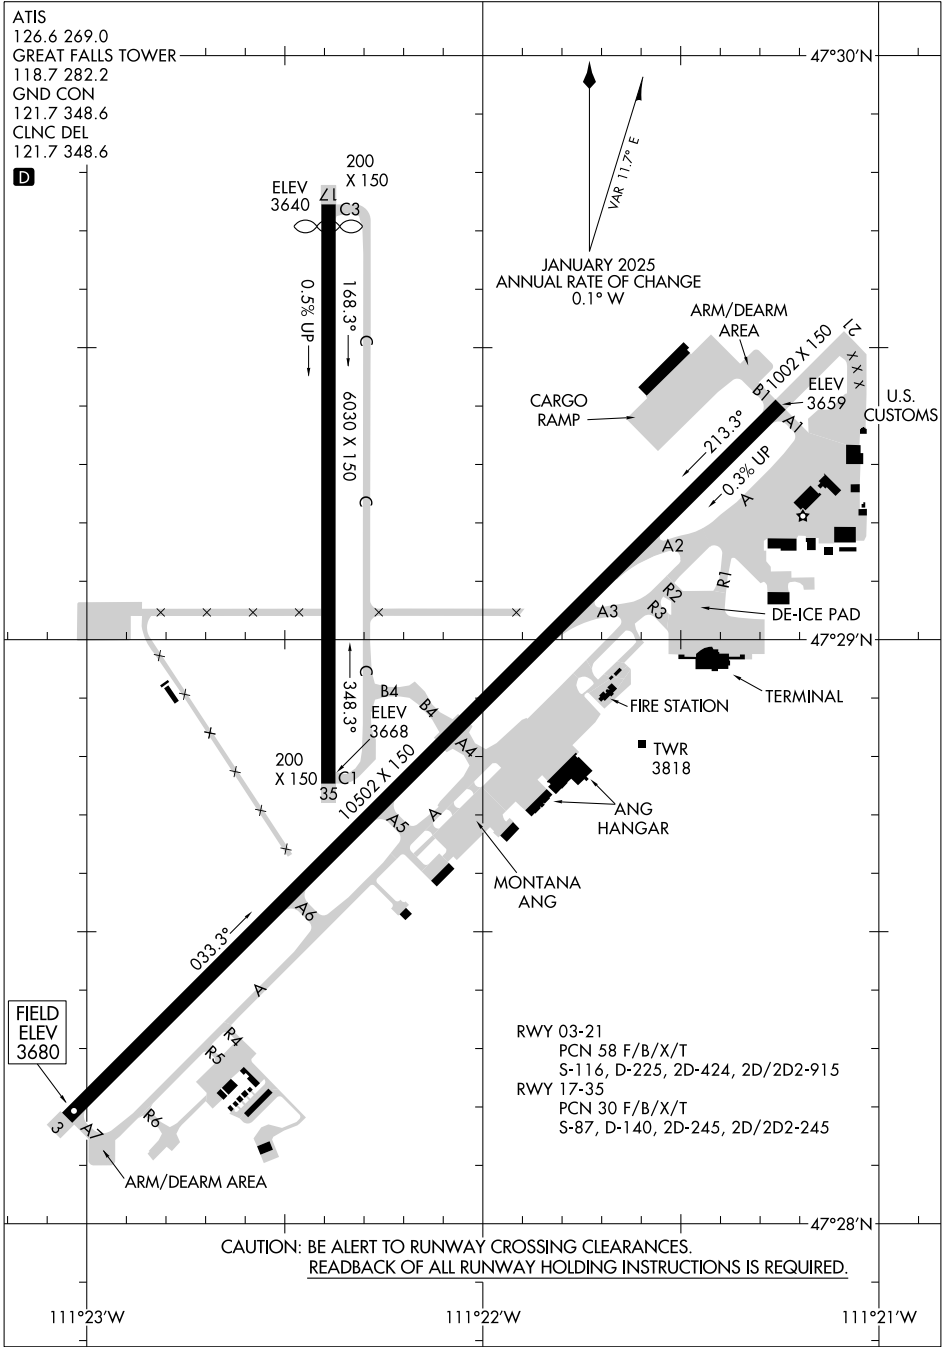 ATIS
126.6 269.0
GREAT FALLS TOWER
118.7 282.2
GND CON
121.7 348.6
CLNC DEL
121.7 348.6
D
47°30'N
VAR 11.7° E
JANUARY 2025
ANNUAL RATE OF CHANGE
0.1° W
200
X 150
ELEV
3640
17
C3
0.5% UP
168.3°
C
6030 X 150
C
C
348.3°
ELEV
3668
200
X 150
C1
35
ARM/DEARM
AREA
CARGO
RAMP
21
1002 X 150
B1
ELEV
3659
A1
U.S.
CUSTOMS
213.3°
0.3% UP
A
A2
A3
R1
R2
R3
DE-ICE PAD
47°29'N
TERMINAL
FIRE STATION
TWR
3818
B4
B4
A4
10502 X 150
A5
A
ANG
HANGAR
MONTANA
ANG
A6
033.3°
A
FIELD
ELEV
3680
R4
R5
R6
3
A7
ARM/DEARM AREA
RWY 03-21
PCN 58 F/B/X/T
S-116, D-225, 2D-424, 2D/2D2-915
RWY 17-35
PCN 30 F/B/X/T
S-87, D-140, 2D-245, 2D/2D2-245
47°28'N
CAUTION: BE ALERT TO RUNWAY CROSSING CLEARANCES.
READBACK OF ALL RUNWAY HOLDING INSTRUCTIONS IS REQUIRED.
111°23'W
111°22'W
111°21'W